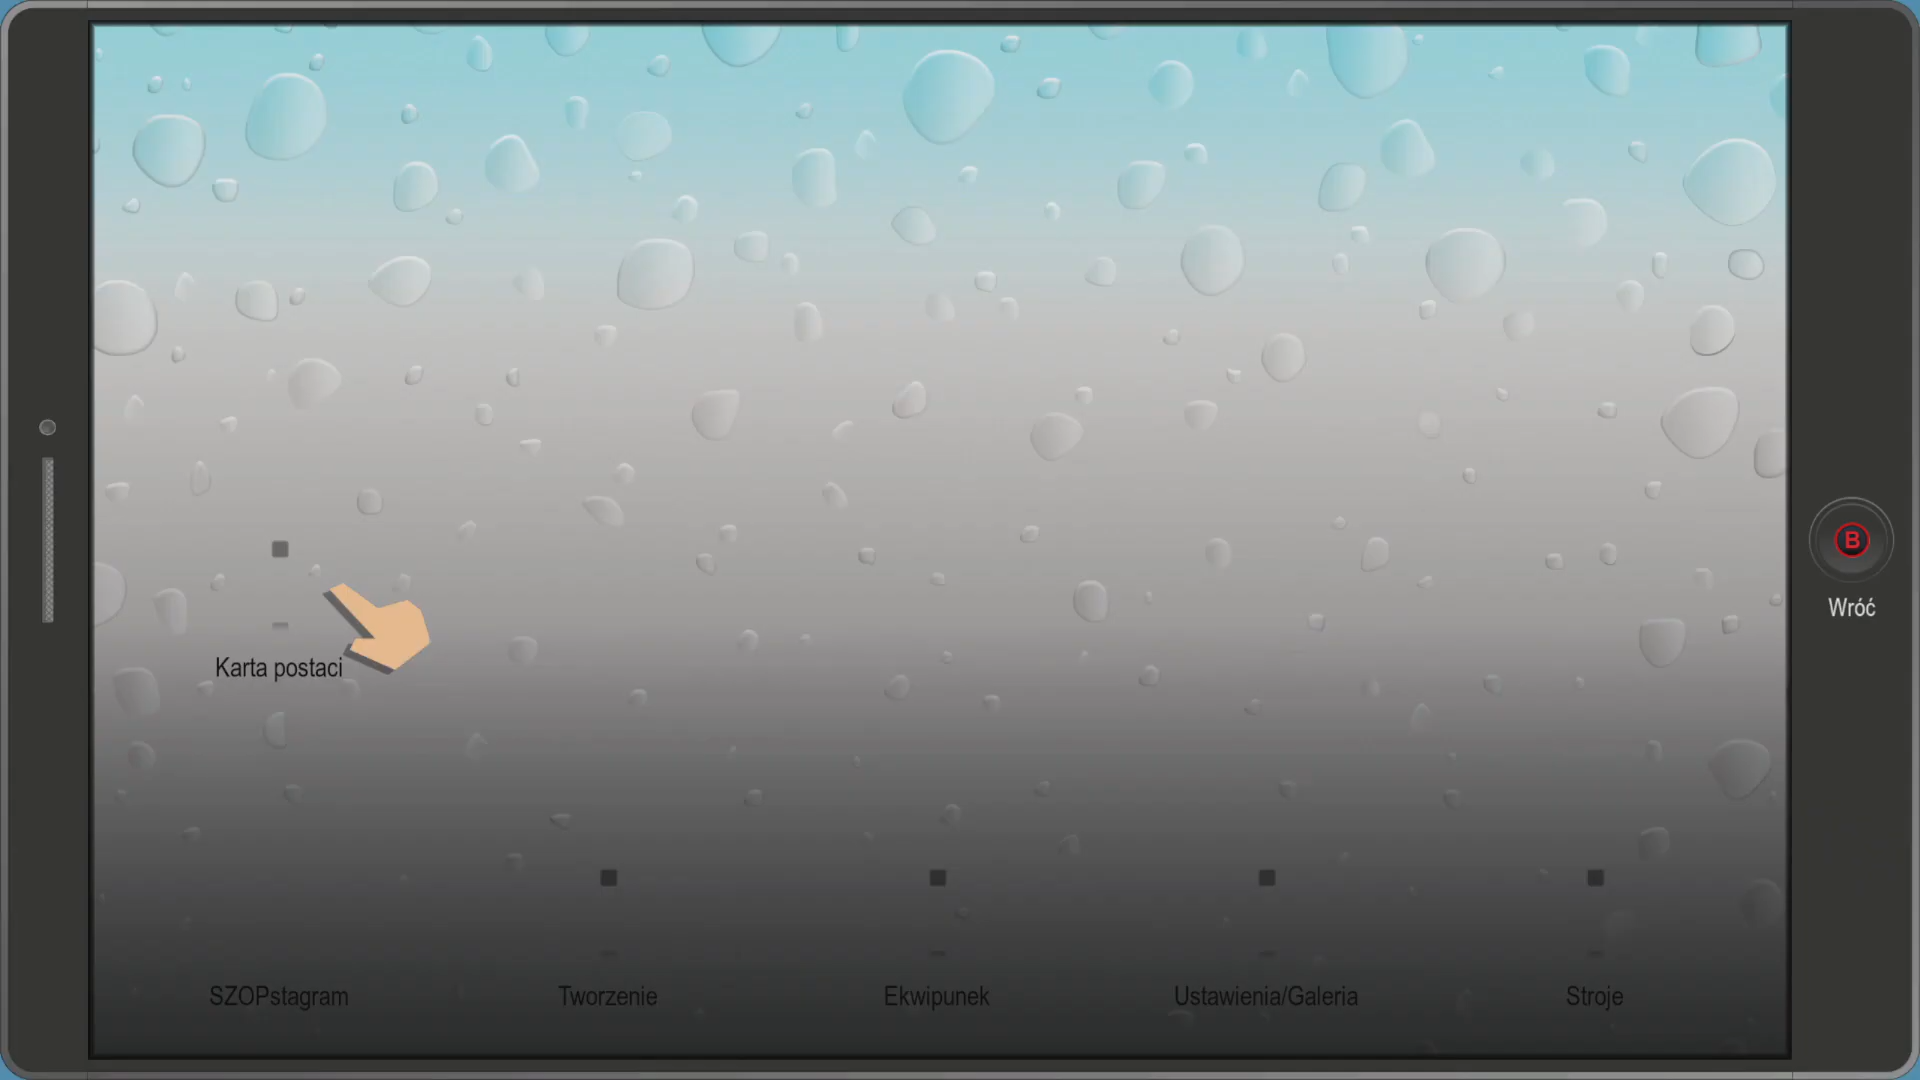 B
Wróć
Karta postaci
SZOPstagram
Tworzenie
Ekwipunek
Ustawienia/Galeria
Stroje